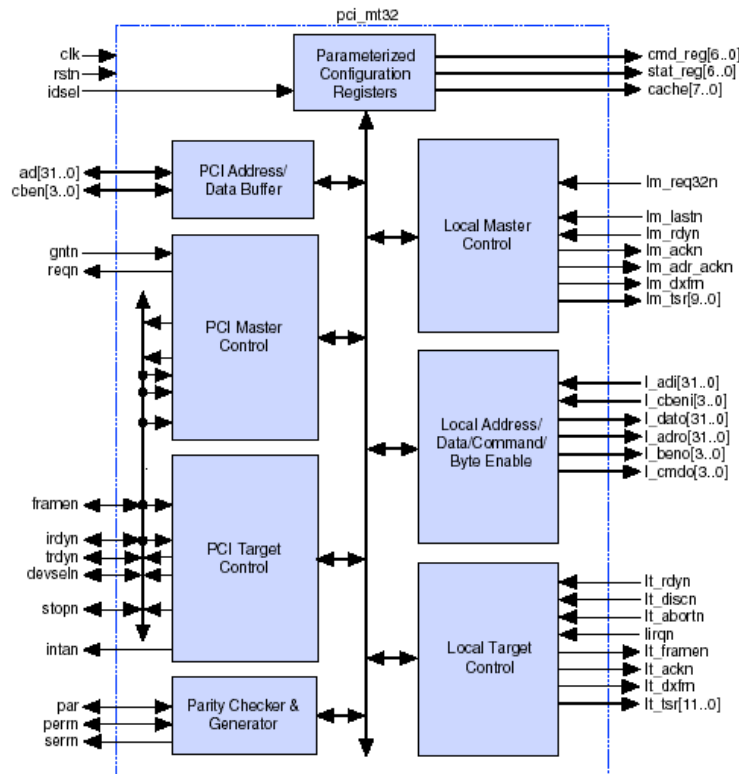 pci_mt32
clk
rstn
idsel
Parameterized
Configuration
Registers
cmd_reg[6..0]
stat_reg[6..0]
cache[7..0]
ad[31..0]
cben[3..0]
PCI Address/
Data Buffer
gntn
reqn
PCI Master
Control
framen
irdyn
trdyn
devseln
stopn
intan
PCI Target
Control
par
perrn
serrn
Parity Checker &
Generator
Local Master
Control
lm_req32n
lm_lastn
lm_rdyn
lm_ackn
lm_adr_ackn
lm_dxfrn
lm_tsr[9..0]
Local Address/
Data/Command/
Byte Enable
l_adi[31..0]
l_cbeni[3..0]
l_dato[31..0]
l_adro[31..0]
l_beno[3..0]
l_cmdo[3..0]
Local Target
Control
lt_rdyn
lt_discn
lt_abortn
lirqn
lt_framen
lt_ackn
lt_dxfrn
lt_tsr[11..0]